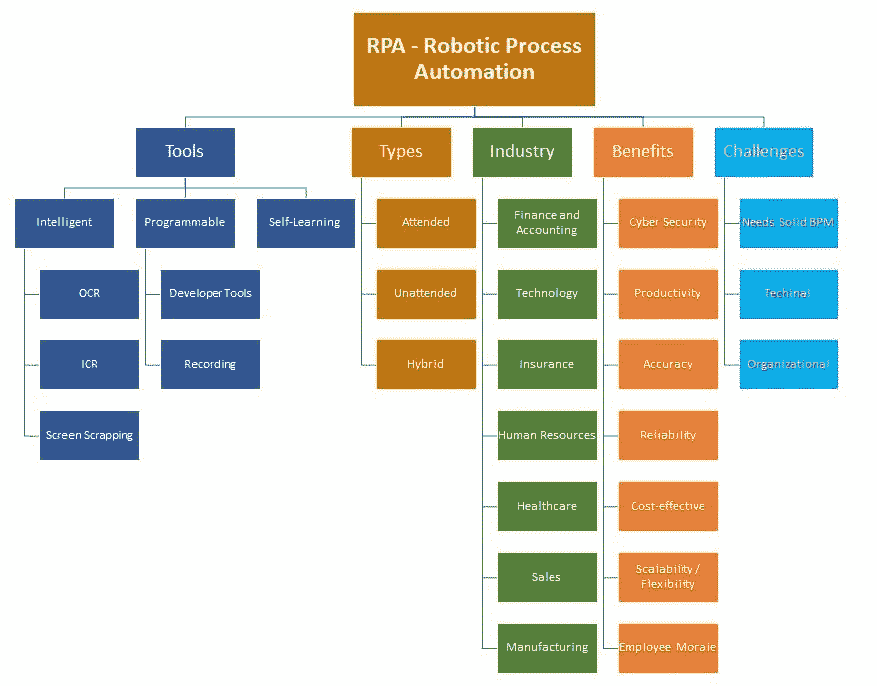 RPA - Robotic Process
Automation
Tools
Types
Industry
Benefits
Challenges
Intelligent
Programmable
Self-Learning
Attended
Finance and
Accounting
Cyber Security
Needs Solid BPM
OCR
Developer Tools
Unattended
Technology
Productivity
Techinal
ICR
Recording
Hybrid
Insurance
Accuracy
Organizational
Screen Scrapping
Human Resources
Reliability
Healthcare
Cost-effective
Sales
Scalability /
Flexibility
Manufacturing
Employee Morale